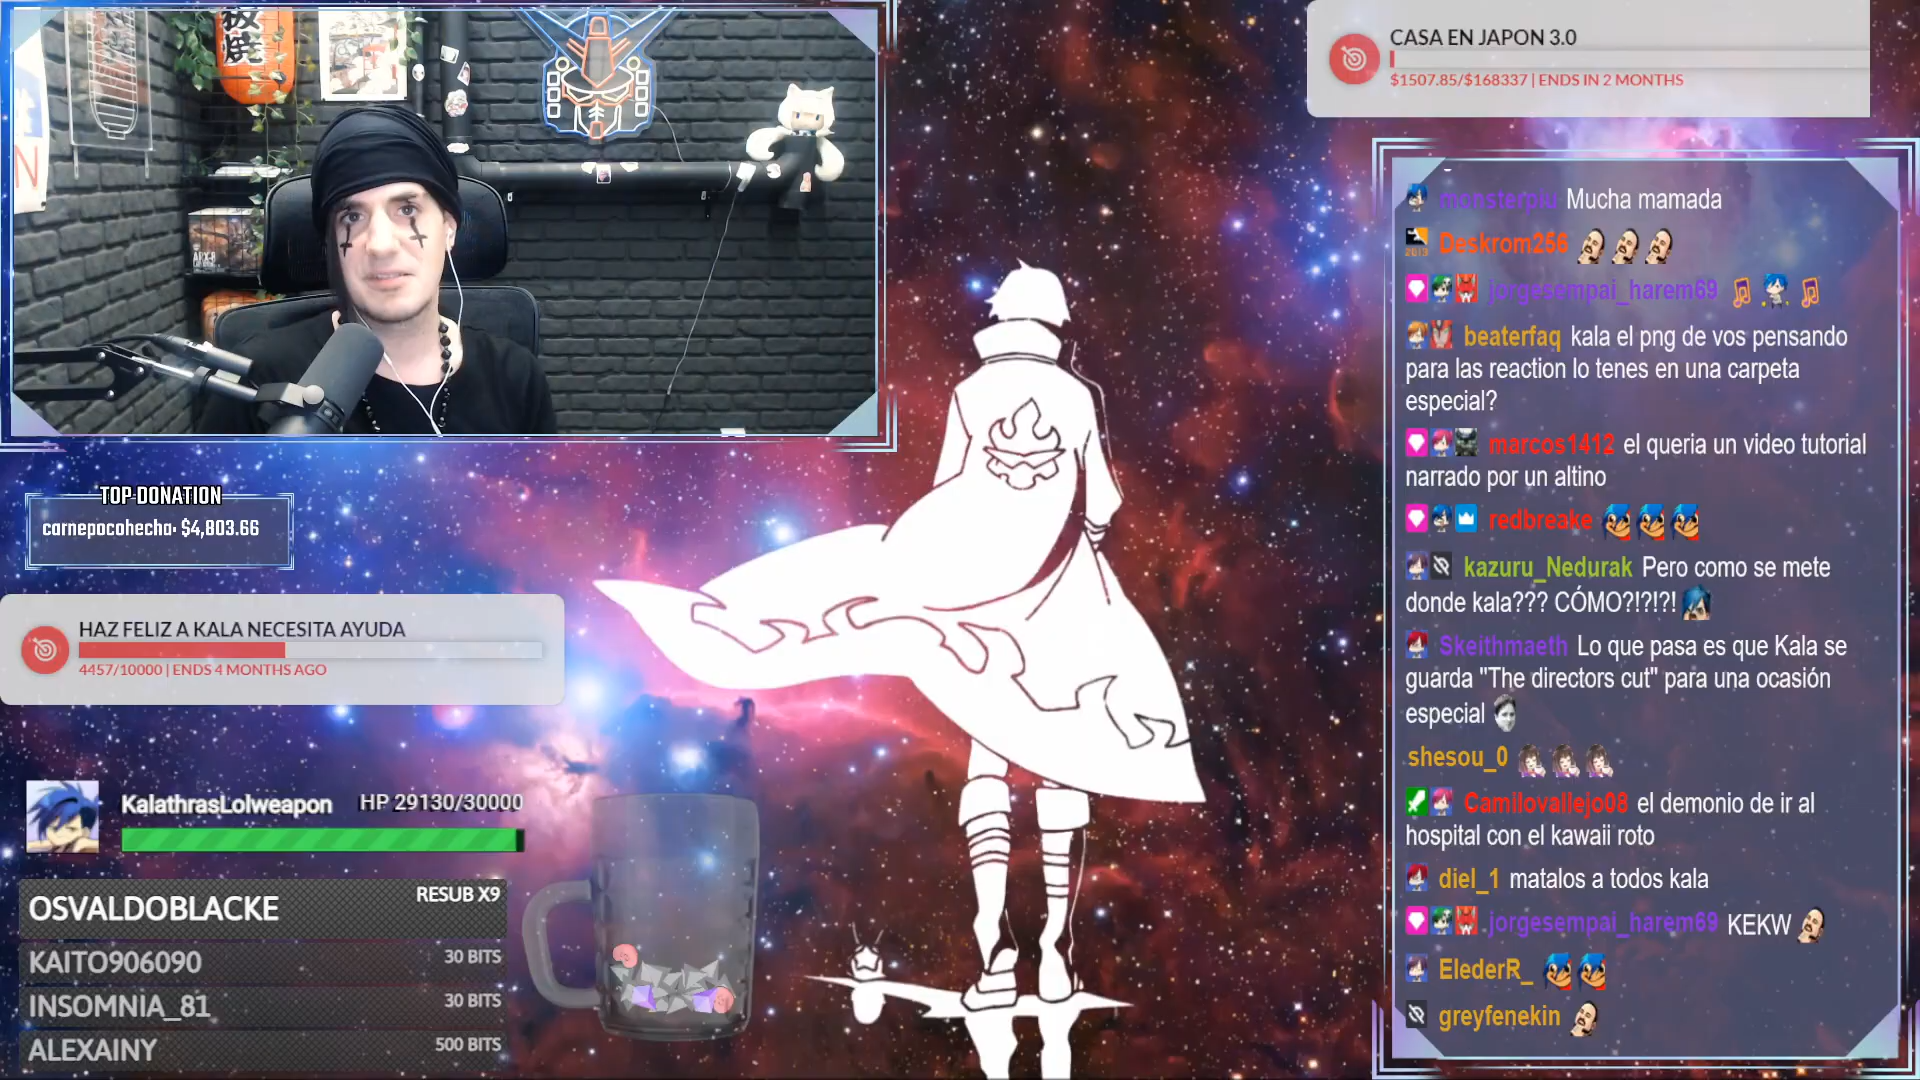 板
焼
N
CASA EN JAPON 3.0
$1507.85/$168337 | ENDS IN 2 MONTHS
TOP DONATION
carnepocohecho: $4,803.66
HAZ FELIZ A KALA NECESITA AYUDA
4457/10000 | ENDS 4 MONTHS AGO
KalathrasLolweapon HP 29130/30000
OSVALDOBLACKE RESUB X9
KAITO906090 30 BITS
INSOMNIA_81 30 BITS
ALEXAINY 500 BITS
monsterpiu Mucha mamada
2019 Deskrom256
jorgesempai_harem69
beaterfaq kala el png de vos pensando
para las reaction lo tenes en una carpeta
especial?
marcos1412 el queria un video tutorial
narrado por un altino
redbreake
kazuru_Nedurak Pero como se mete
donde kala??? CÓMO?!?!?!
Skeithmaeth Lo que pasa es que Kala se
guarda "The directors cut" para una ocasión
especial
shesou_0
Camilovallejo08 el demonio de ir al
hospital con el kawaii roto
diel_1 matalos a todos kala
jorgesempai_harem69 KEKW
ElederR_
greyfenekin